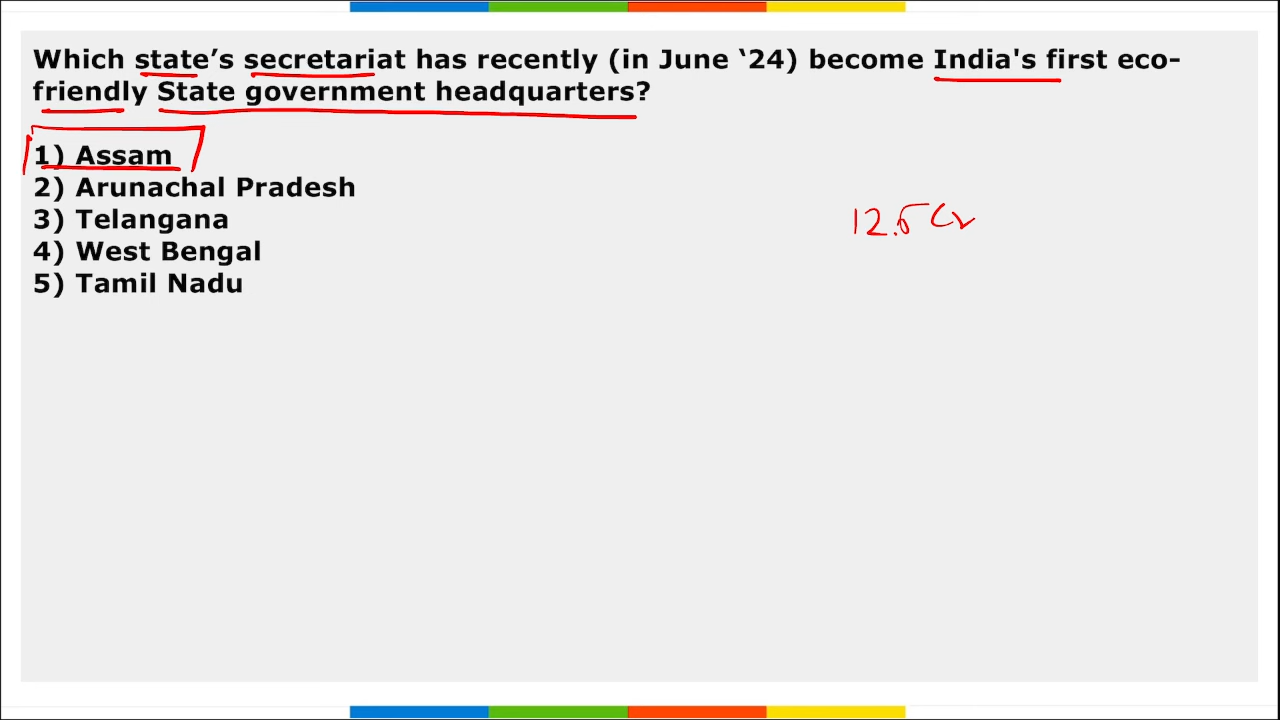 Which state’s secretariat has recently (in June ‘24) become India's first eco-
friendly State government headquarters?
1) Assam
2) Arunachal Pradesh
3) Telangana
4) West Bengal
5) Tamil Nadu
12.5 Cr